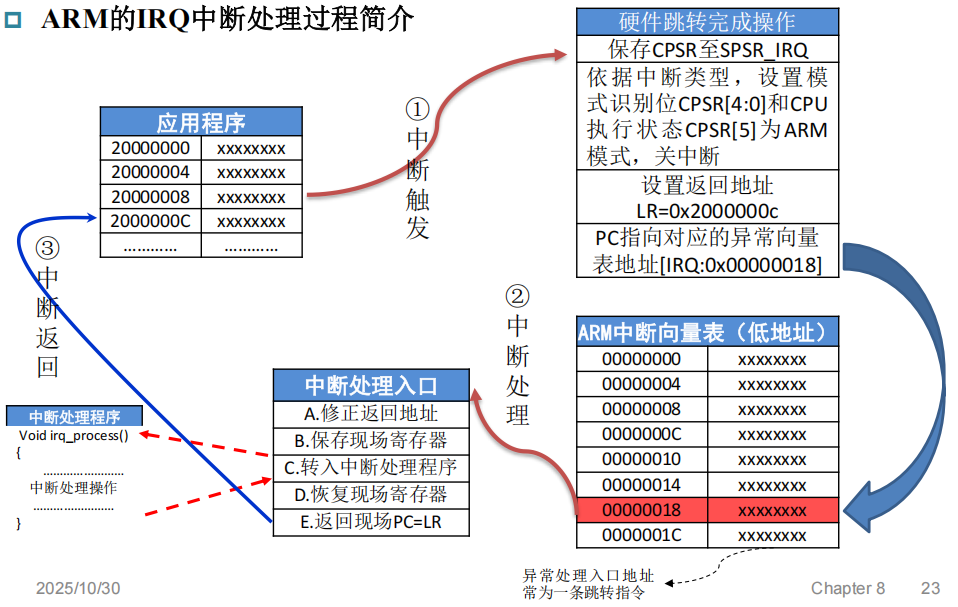 ARM的IRQ中断处理过程简介
应用程序
20000000 xxxxxxxx
20000004 xxxxxxxx
20000008 xxxxxxxx
2000000C xxxxxxxx
………… …………
①
中
断
触
发
硬件跳转完成操作
保存CPSR至SPSR_IRQ
依据中断类型，设置模
式识别位CPSR[4:0]和CPU
执行状态CPSR[5]为ARM
模式，关中断
设置返回地址
LR=0x2000000c
PC指向对应的异常向量
表地址[IRQ:0x00000018]
②
中
断
处
理
ARM中断向量表（低地址）
00000000 xxxxxxxx
00000004 xxxxxxxx
00000008 xxxxxxxx
0000000C xxxxxxxx
00000010 xxxxxxxx
00000014 xxxxxxxx
00000018 xxxxxxxx
0000001C xxxxxxxx
异常处理入口地址
常为一条跳转指令
中断处理入口
A.修正返回地址
B.保存现场寄存器
C.转入中断处理程序
D.恢复现场寄存器
E.返回现场PC=LR
中断处理程序
Void irq_process()
{
……………………
中断处理操作
……………………
}
③
中
断
返
回
2025/10/30
Chapter 8
23